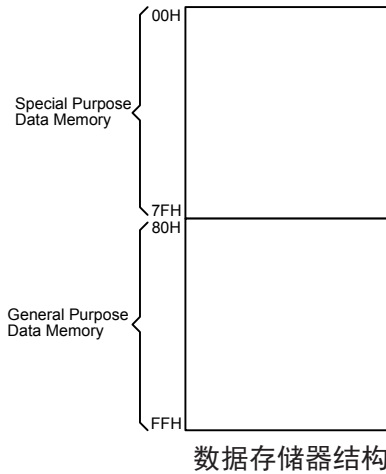 00H
Special Purpose
Data Memory
7FH
80H
General Purpose
Data Memory
FFH
数据存储器结构